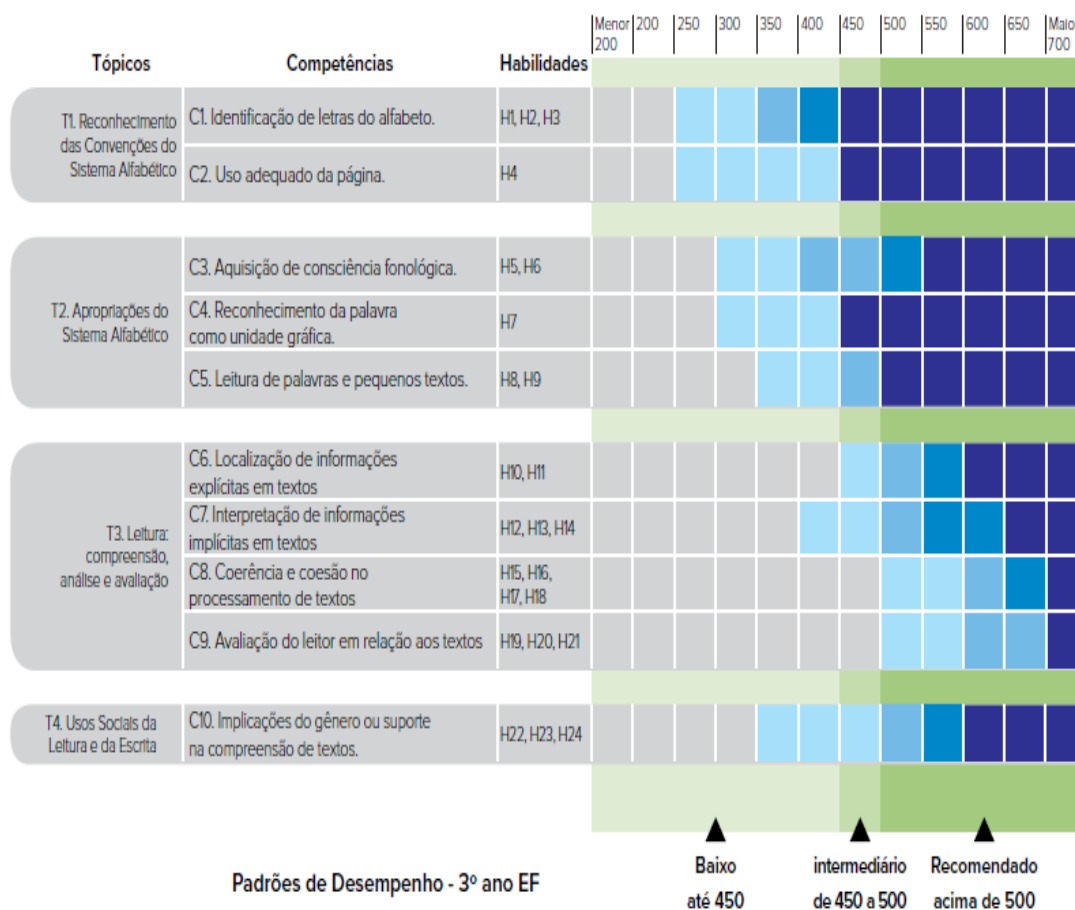 Menor 200 250 300 350 400 450 500 550 600 650 Maio
200 700
Tópicos Competências Habilidades
T1. Reconhecimento
das Convenções do
Sistema Alfabético
C1. Identificação de letras do alfabeto.
H1, H2, H3
C2. Uso adequado da página.
H4
T2. Apropriações do
Sistema Alfabético
C3. Aquisição de consciência fonológica.
H5, H6
C4. Reconhecimento da palavra
como unidade gráfica.
H7
C5. Leitura de palavras e pequenos textos.
H8, H9
T3. Leitura:
compreensão,
análise e avaliação
C6. Localização de informações
explícitas em textos
H10, H11
C7. Interpretação de informações
implícitas em textos
H12, H13, H14
C8. Coerência e coesão no
processamento de textos
H15, H16,
H17, H18
C9. Avaliação do leitor em relação aos textos
H19, H20, H21
T4. Usos Sociais da
Leitura e da Escrita
C10. Implicações do gênero ou suporte
na compreensão de textos.
H22, H23, H24
Padrões de Desempenho - 3º ano EF
Baixo
até 450
intermediário
de 450 a 500
Recomendado
acima de 500